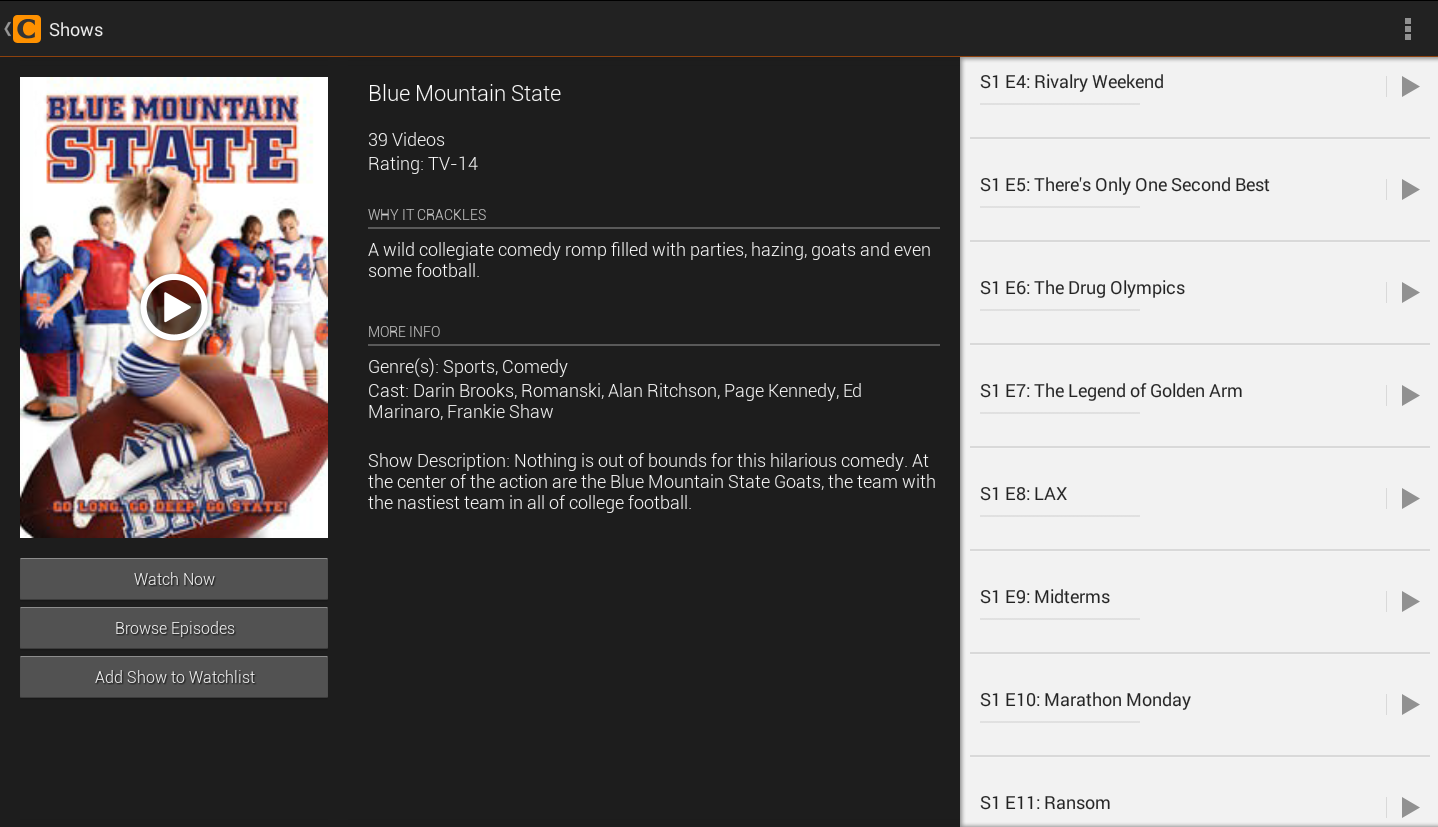 C Shows
BLUE MOUNTAIN
STATE
54
BMS
GO LONG. GO DEEP. GO STATE!
Watch Now
Browse Episodes
Add Show to Watchlist
Blue Mountain State
39 Videos
Rating: TV-14
WHY IT CRACKLES
A wild collegiate comedy romp filled with parties, hazing, goats and even
some football.
MORE INFO
Genre(s): Sports, Comedy
Cast: Darin Brooks, Romanski, Alan Ritchson, Page Kennedy, Ed
Marinaro, Frankie Shaw
Show Description: Nothing is out of bounds for this hilarious comedy. At
the center of the action are the Blue Mountain State Goats, the team with
the nastiest team in all of college football.
S1 E4: Rivalry Weekend
S1 E5: There's Only One Second Best
S1 E6: The Drug Olympics
S1 E7: The Legend of Golden Arm
S1 E8: LAX
S1 E9: Midterms
S1 E10: Marathon Monday
S1 E11: Ransom